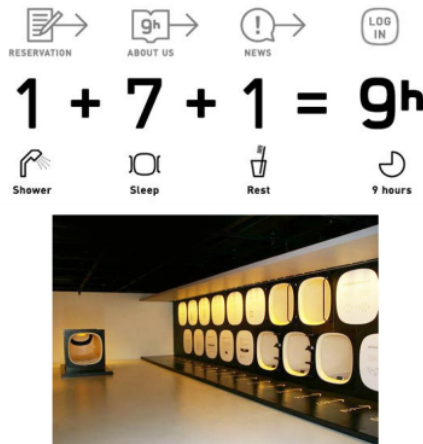 9h
LOG
IN
RESERVATION
ABOUT US
NEWS
1 + 7 + 1 = 9h
Shower
Sleep
Rest
9 hours